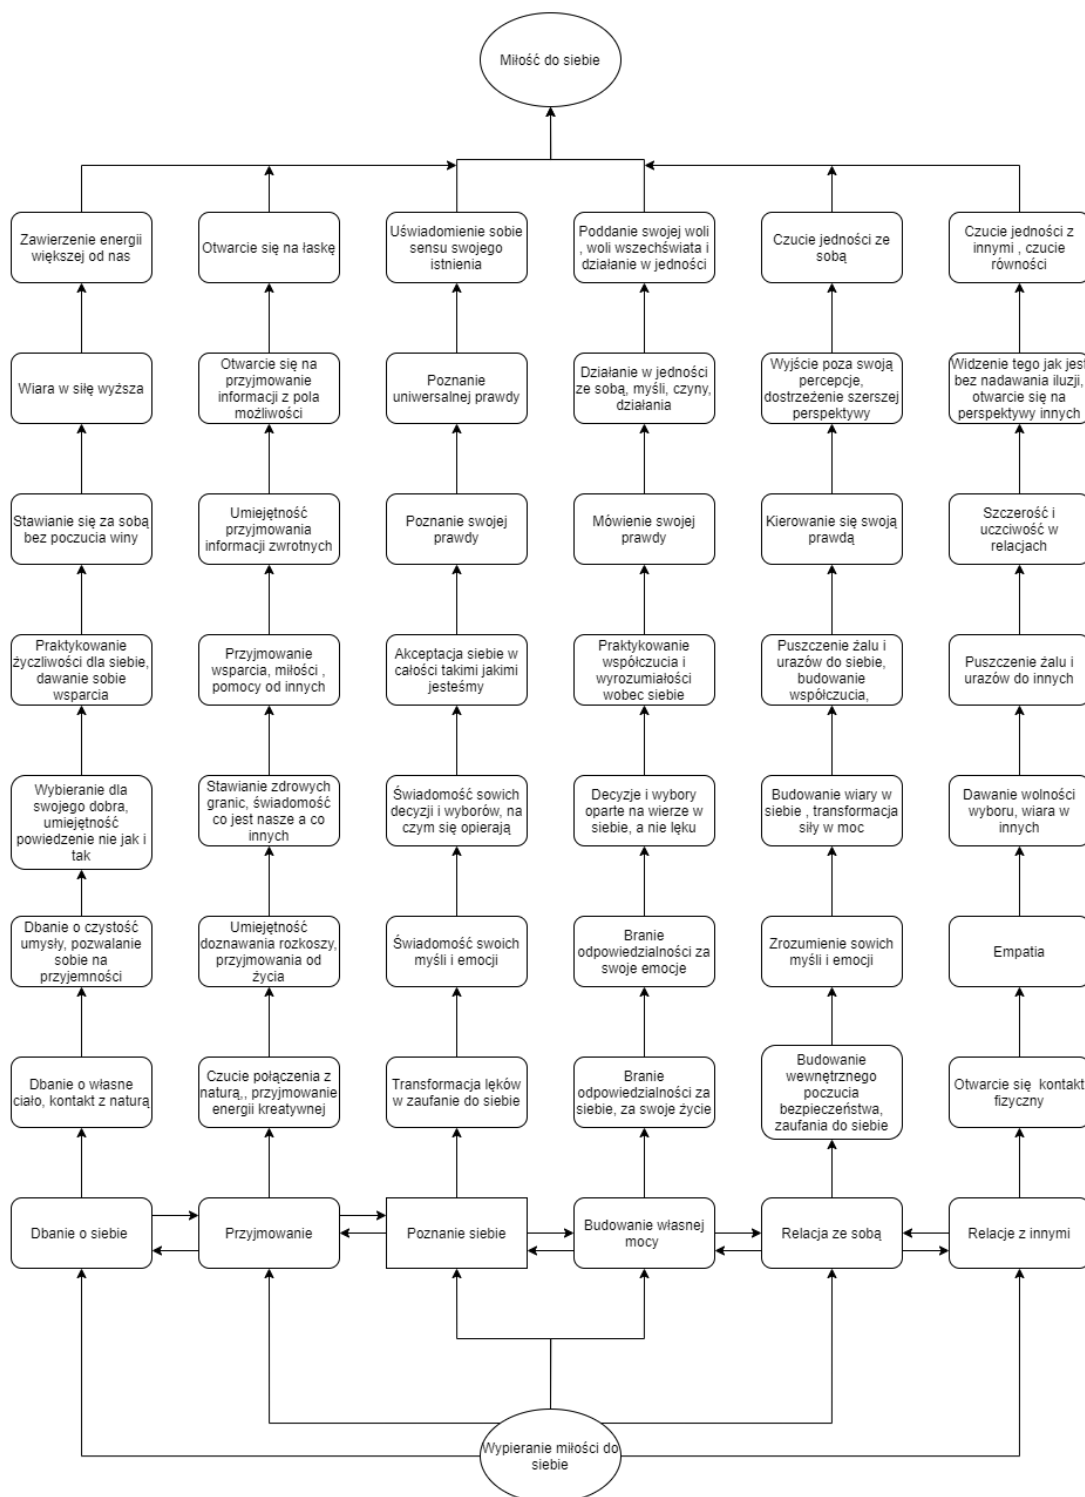 Miłość do siebie
Zawierzenie energii
większej od nas
Otwarcie się na łaskę
Uświadomienie sobie
sensu swojego
istnienia
Poddanie swojej woli
, woli wszechświata i
działanie w jedności
Czucie jedności ze
sobą
Czucie jedności z
innymi , czucie
równości
Wiara w siłę wyższa
Otwarcie się na
przyjmowanie
informacji z pola
możliwości
Poznanie
uniwersalnej prawdy
Działanie w jedności
ze sobą, myśli, czyny,
działania
Wyjście poza swoją
percepcje,
dostrzeżenie szerszej
perspektywy
Widzenie tego jak jest
bez nadawania iluzji,
otwarcie się na
perspektywy innych
Stawianie się za sobą
bez poczucia winy
Umiejętność
przyjmowania
informacji zwrotnych
Poznanie swojej
prawdy
Mówienie swojej
prawdy
Kierowanie się swoją
prawdą
Szczerość i
uczciwość w
relacjach
Praktykowanie
życzliwości dla siebie,
dawanie sobie
wsparcia
Przyjmowanie
wsparcia, miłości ,
pomocy od innych
Akceptacja siebie w
całości takimi jakimi
jesteśmy
Praktykowanie
współczucia i
wyrozumiałości
wobec siebie
Puszczenie żalu i
urazów do siebie,
budowanie
współczucia,
Puszczenie żalu i
urazów do innych
Wybieranie dla
swojego dobra,
umiejętność
powiedzenie nie jak i
tak
Stawianie zdrowych
granic, świadomość
co jest nasze a co
innych
Świadomość sowich
decyzji i wyborów, na
czym się opierają
Decyzje i wybory
oparte na wierze w
siebie, a nie lęku
Budowanie wiary w
siebie , transformacja
siły w moc
Dawanie wolności
wyboru, wiara w
innych
Dbanie o czystość
umysły, pozwalanie
sobie na
przyjemności
Umiejętność
doznawania rozkoszy,
przyjmowania od
życia
Świadomość swoich
myśli i emocji
Branie
odpowiedzialności za
swoje emocje
Zrozumienie sowich
myśli i emocji
Empatia
Dbanie o własne
ciało, kontakt z naturą
Czucie połączenia z
naturą,, przyjmowanie
energii kreatywnej
Transformacja lęków
w zaufanie do siebie
Branie
odpowiedzialności za
siebie, za swoje życie
Budowanie
wewnętrznego
poczucia
bezpieczeństwa,
zaufania do siebie
Otwarcie się kontakt
fizyczny
Dbanie o siebie
Przyjmowanie
Poznanie siebie
Budowanie własnej
mocy
Relacja ze sobą
Relacje z innymi
Wypieranie miłości do
siebie